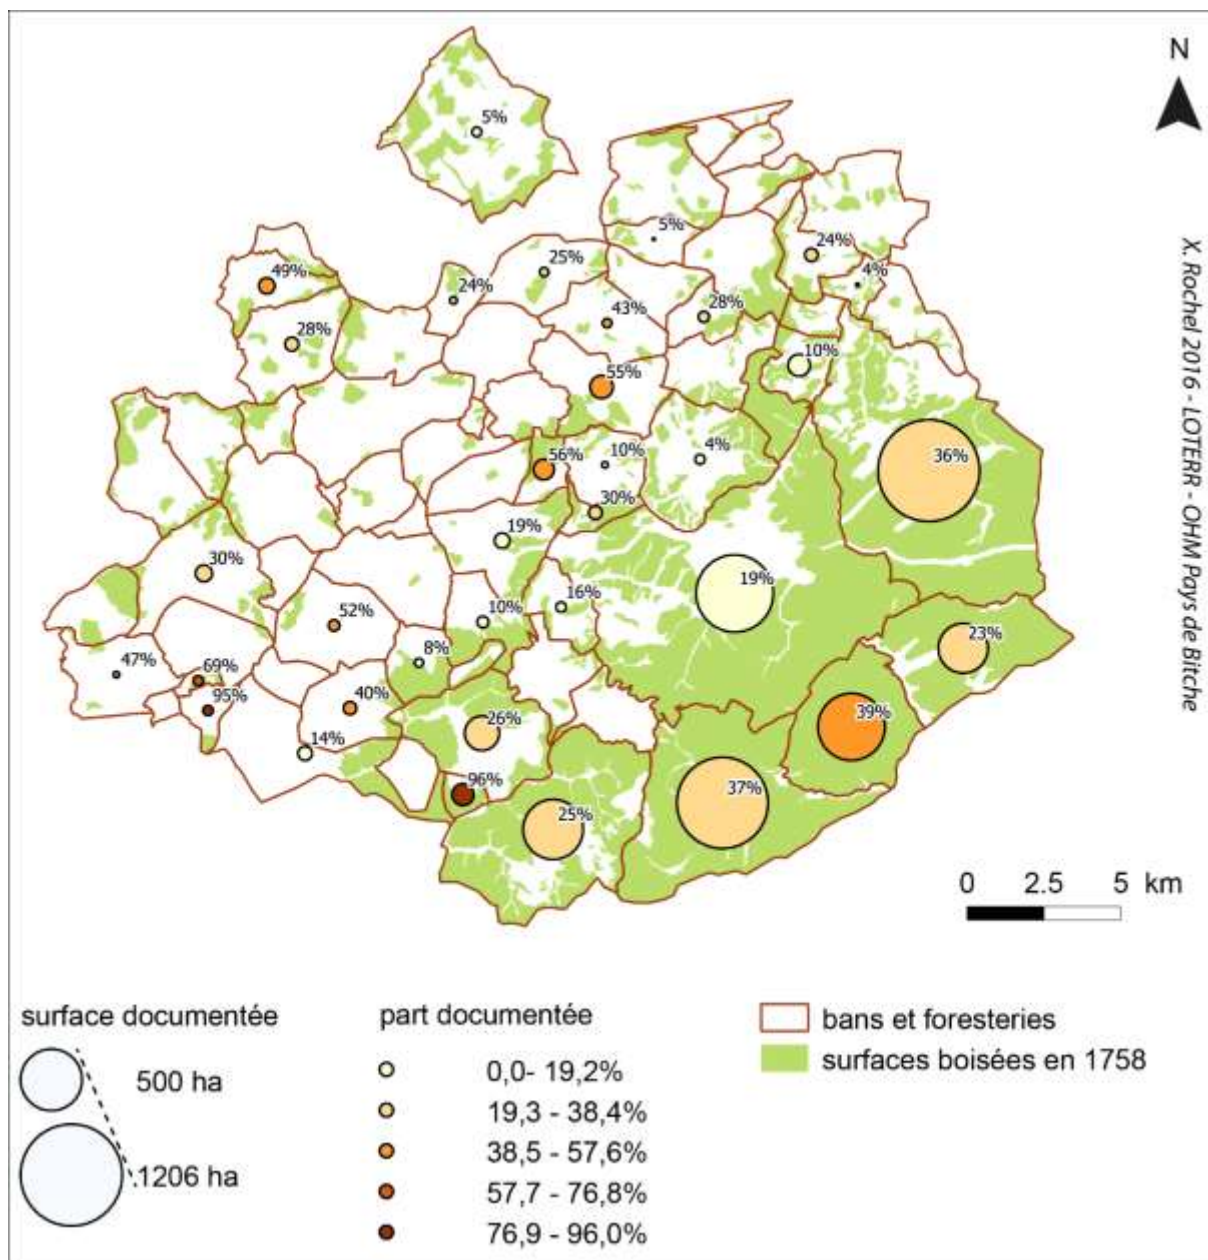 N
X. Rochel 2016 - LOTERR - OHM Pays de Bitche
5%
5%
24%
4%
25%
49%
24%
28%
43%
28%
10%
55%
4%
36%
56%
10%
30%
19%
30%
19%
16%
52%
10%
23%
8%
47%
69%
95%
40%
39%
26%
14%
96%
37%
25%
0 2.5 5 km
surface documentée
500 ha
1206 ha
part documentée
0,0- 19,2%
19,3 - 38,4%
38,5 - 57,6%
57,7 - 76,8%
76,9 - 96,0%
bans et foresteries
surfaces boisées en 1758